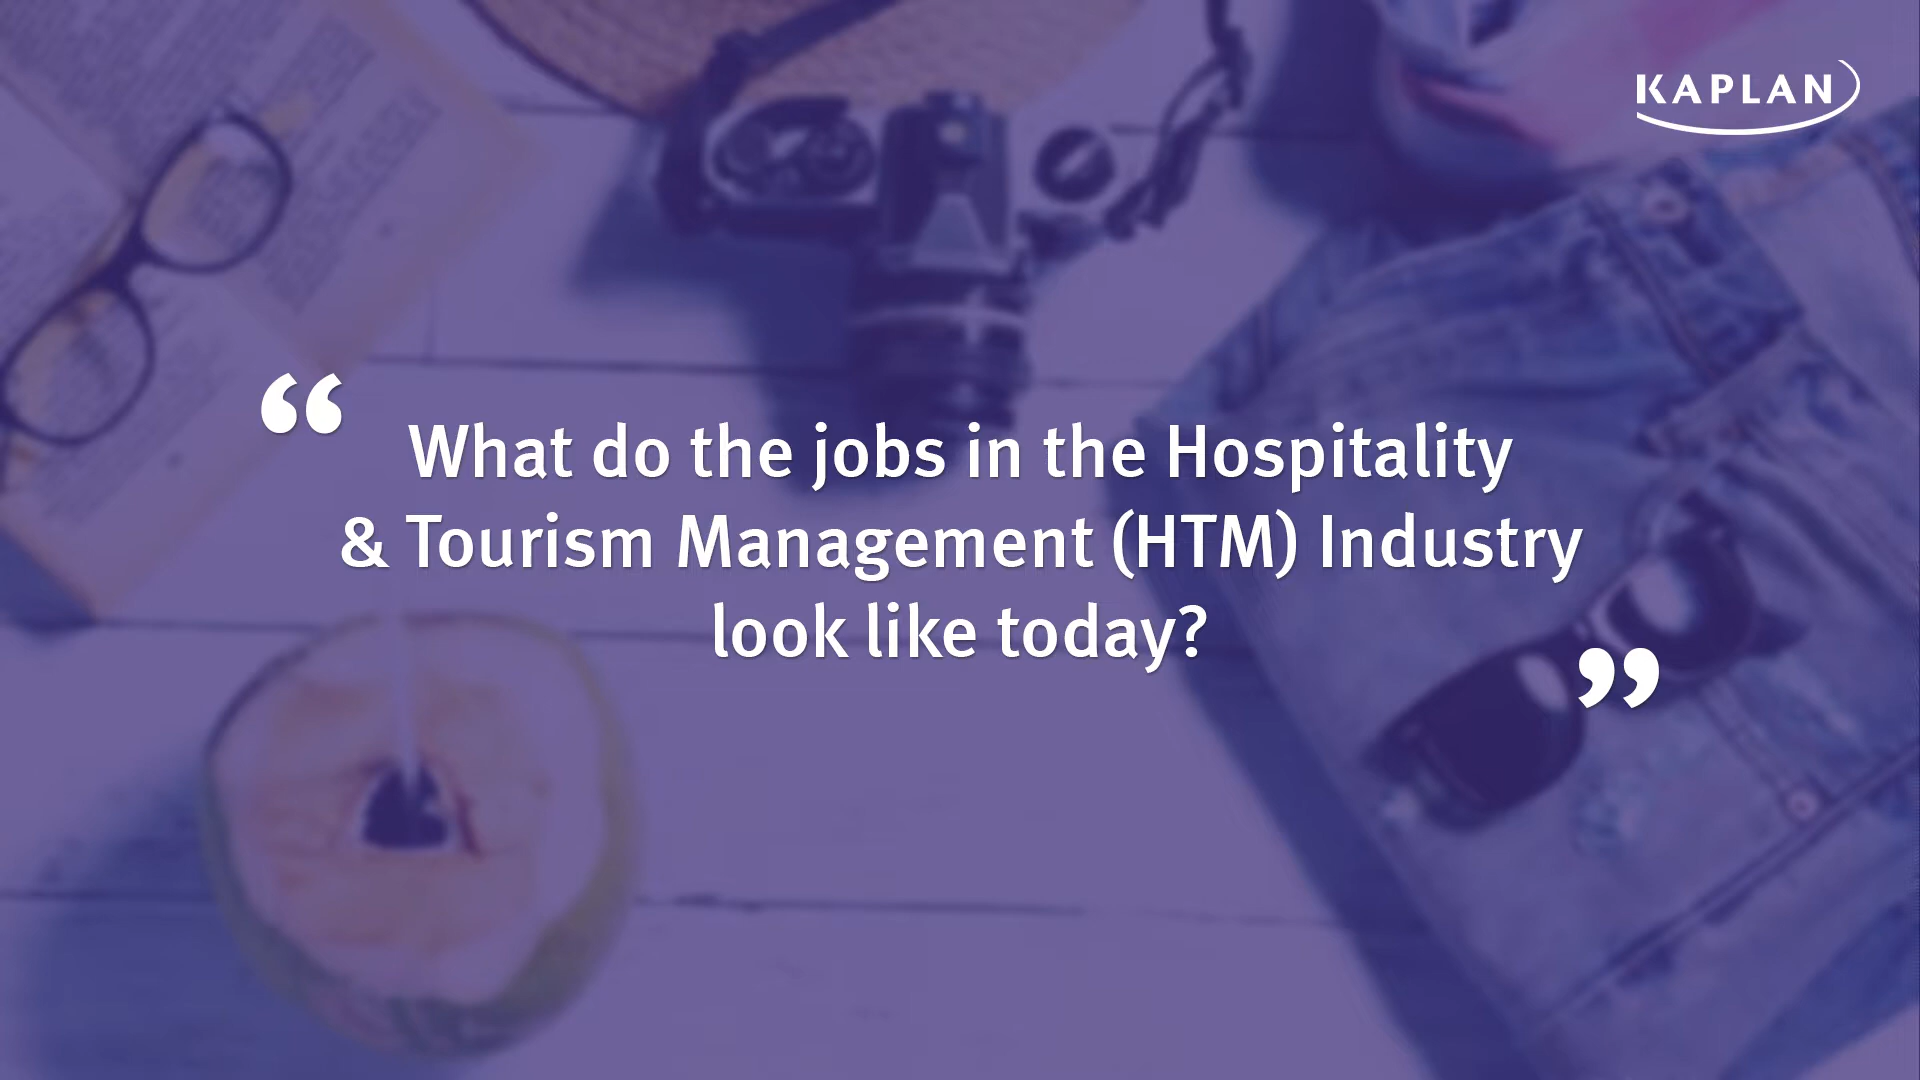 KAPLAN
“What do the jobs in the Hospitality
& Tourism Management (HTM) Industry
look like today?”